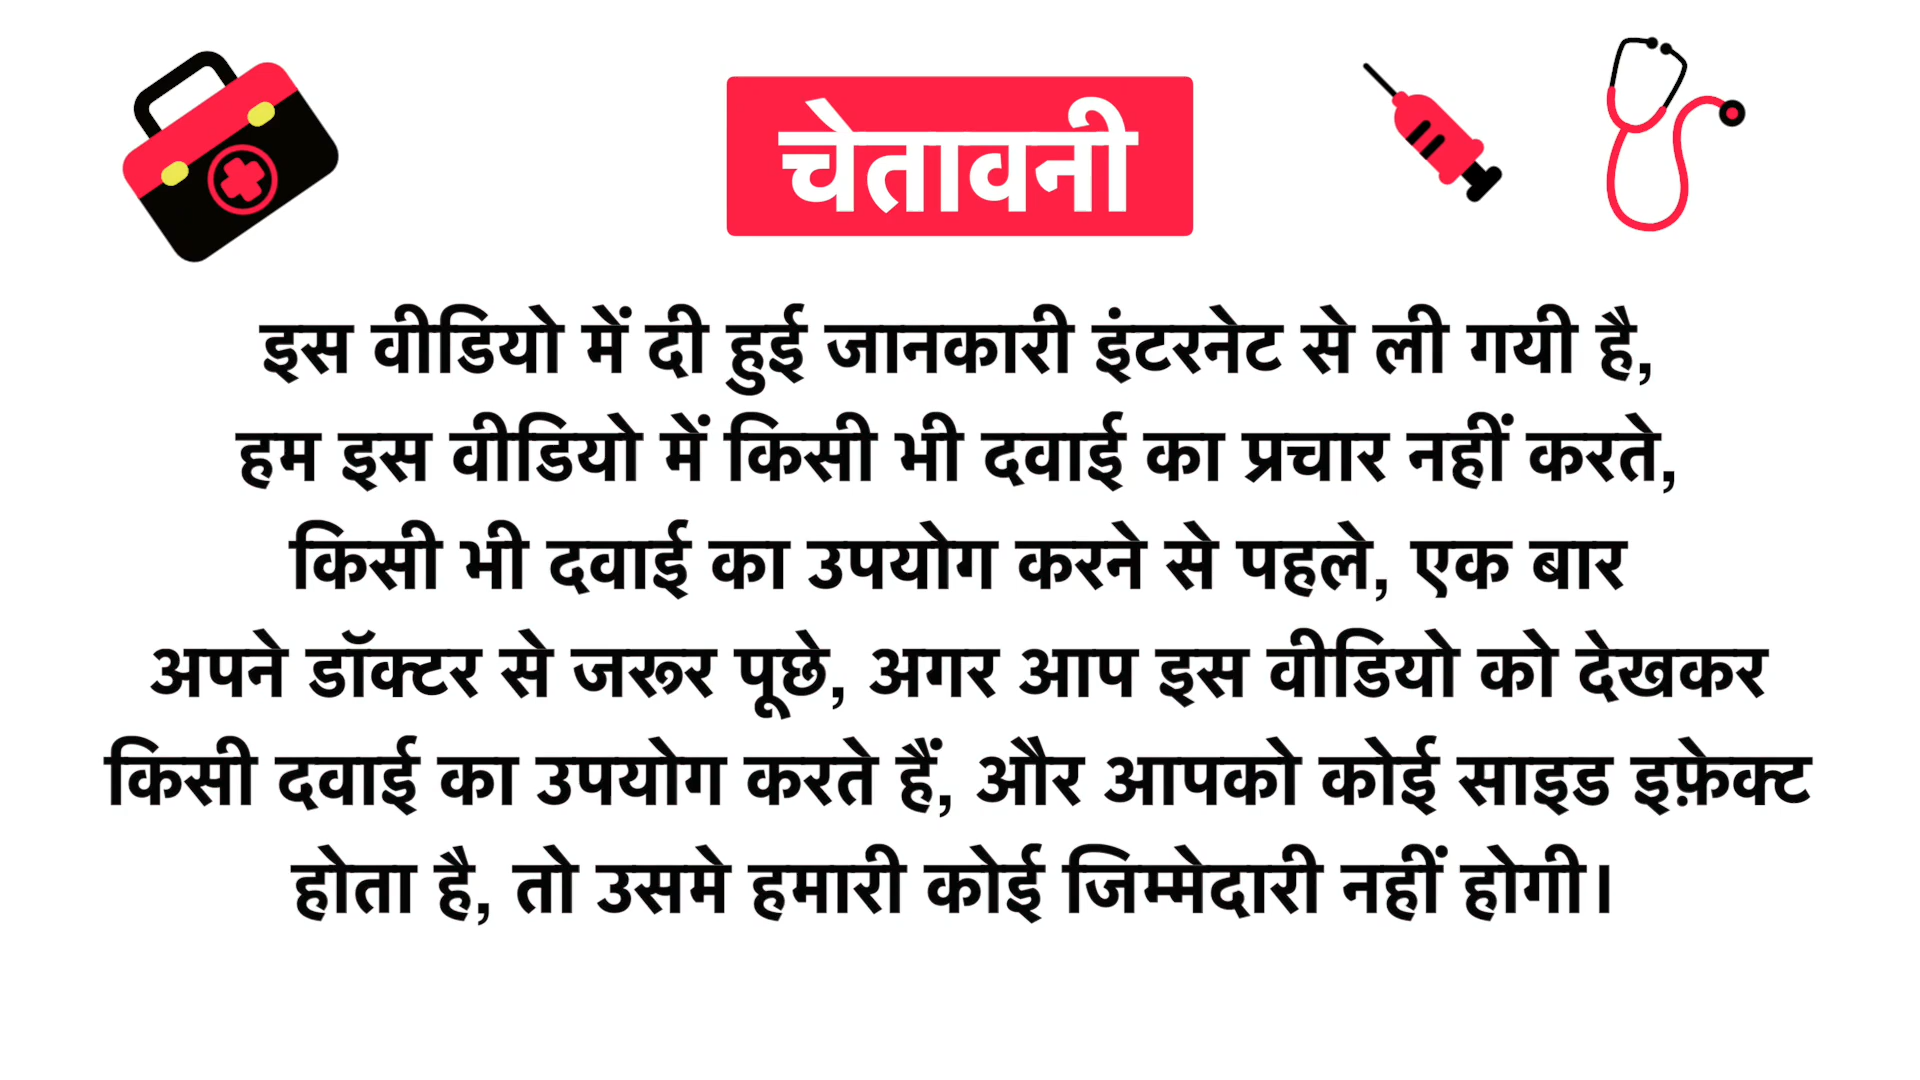 चेतावनी
इस वीडियो में दी हुई जानकारी इंटरनेट से ली गयी है,
हम इस वीडियो में किसी भी दवाई का प्रचार नहीं करते,
किसी भी दवाई का उपयोग करने से पहले, एक बार
अपने डॉक्टर से जरूर पूछे, अगर आप इस वीडियो को देखकर
किसी दवाई का उपयोग करते हैं, और आपको कोई साइड इफ़ेक्ट
होता है, तो उसमे हमारी कोई जिम्मेदारी नहीं होगी।